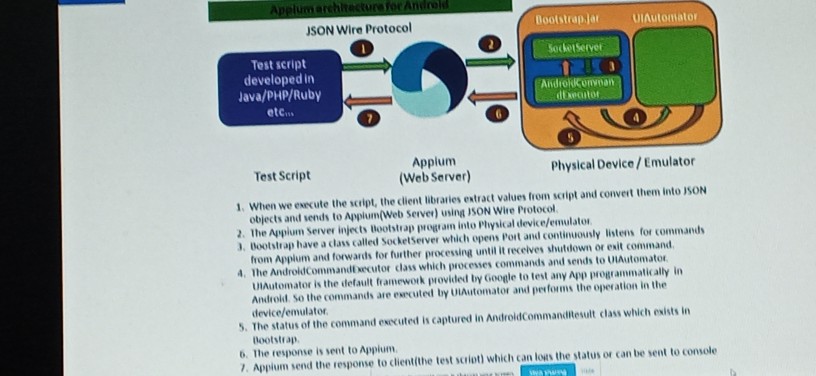 Appium architecture for Android
JSON Wire Protocol
Bootstrap.jar
UIAutomator
1
2
SocketServer
Test script
developed in
Java/PHP/Ruby
etc...
3
AndroidComman
dExecutor
7
6
4
5
Test Script
Appium
(Web Server)
Physical Device / Emulator
1. When we execute the script, the client libraries extract values from script and convert them into JSON
objects and sends to Appium(Web Server) using JSON Wire Protocol.
2. The Appium Server injects Bootstrap program into Physical device/emulator.
3. Bootstrap have a class called SocketServer which opens Port and continuously listens for commands
from Appium and forwards for further processing until it receives shutdown or exit command.
4. The AndroidCommandExecutor class which processes commands and sends to UIAutomator.
UIAutomator is the default framework provided by Google to test any App programmatically in
Android. So the commands are executed by UIAutomator and performs the operation in the
device/emulator.
5. The status of the command executed is captured in AndroidCommandResult class which exists in
Bootstrap.
6. The response is sent to Appium.
7. Appium send the response to client(the test script) which can logs the status or can be sent to console